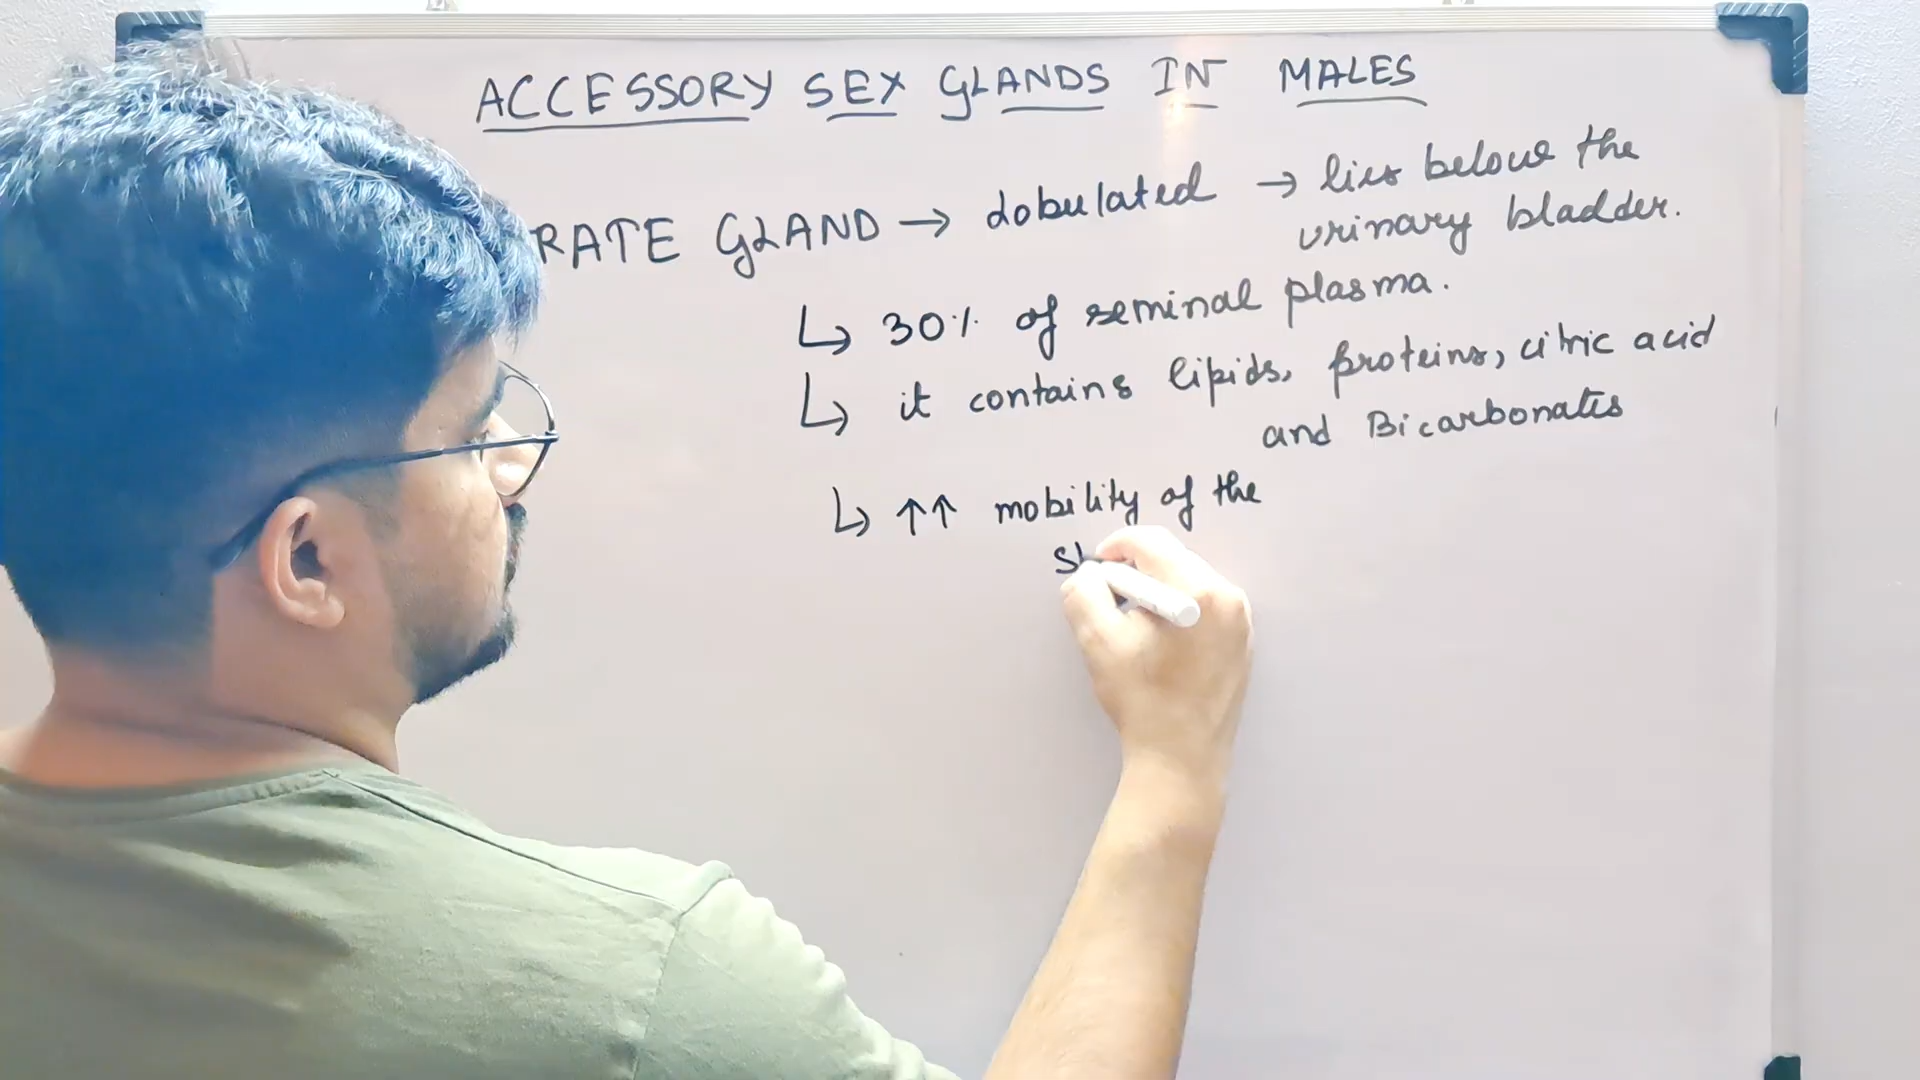 ACCESSORY SEX GLANDS IN MALES
RATE GLAND → Lobulated → lies below the
urinary bladder.
↳ 30% of seminal plasma.
↳ it contains lipids, proteins, citric acid
and Bicarbonates
↳ ↑↑ mobility of the